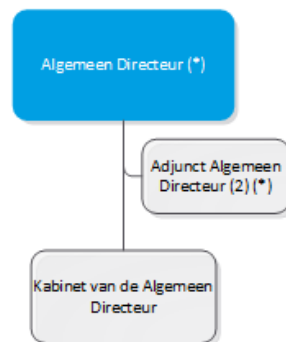 Algemeen Directeur (*)
Adjunct Algemeen
Directeur (2) (*)
Kabinet van de Algemeen
Directeur